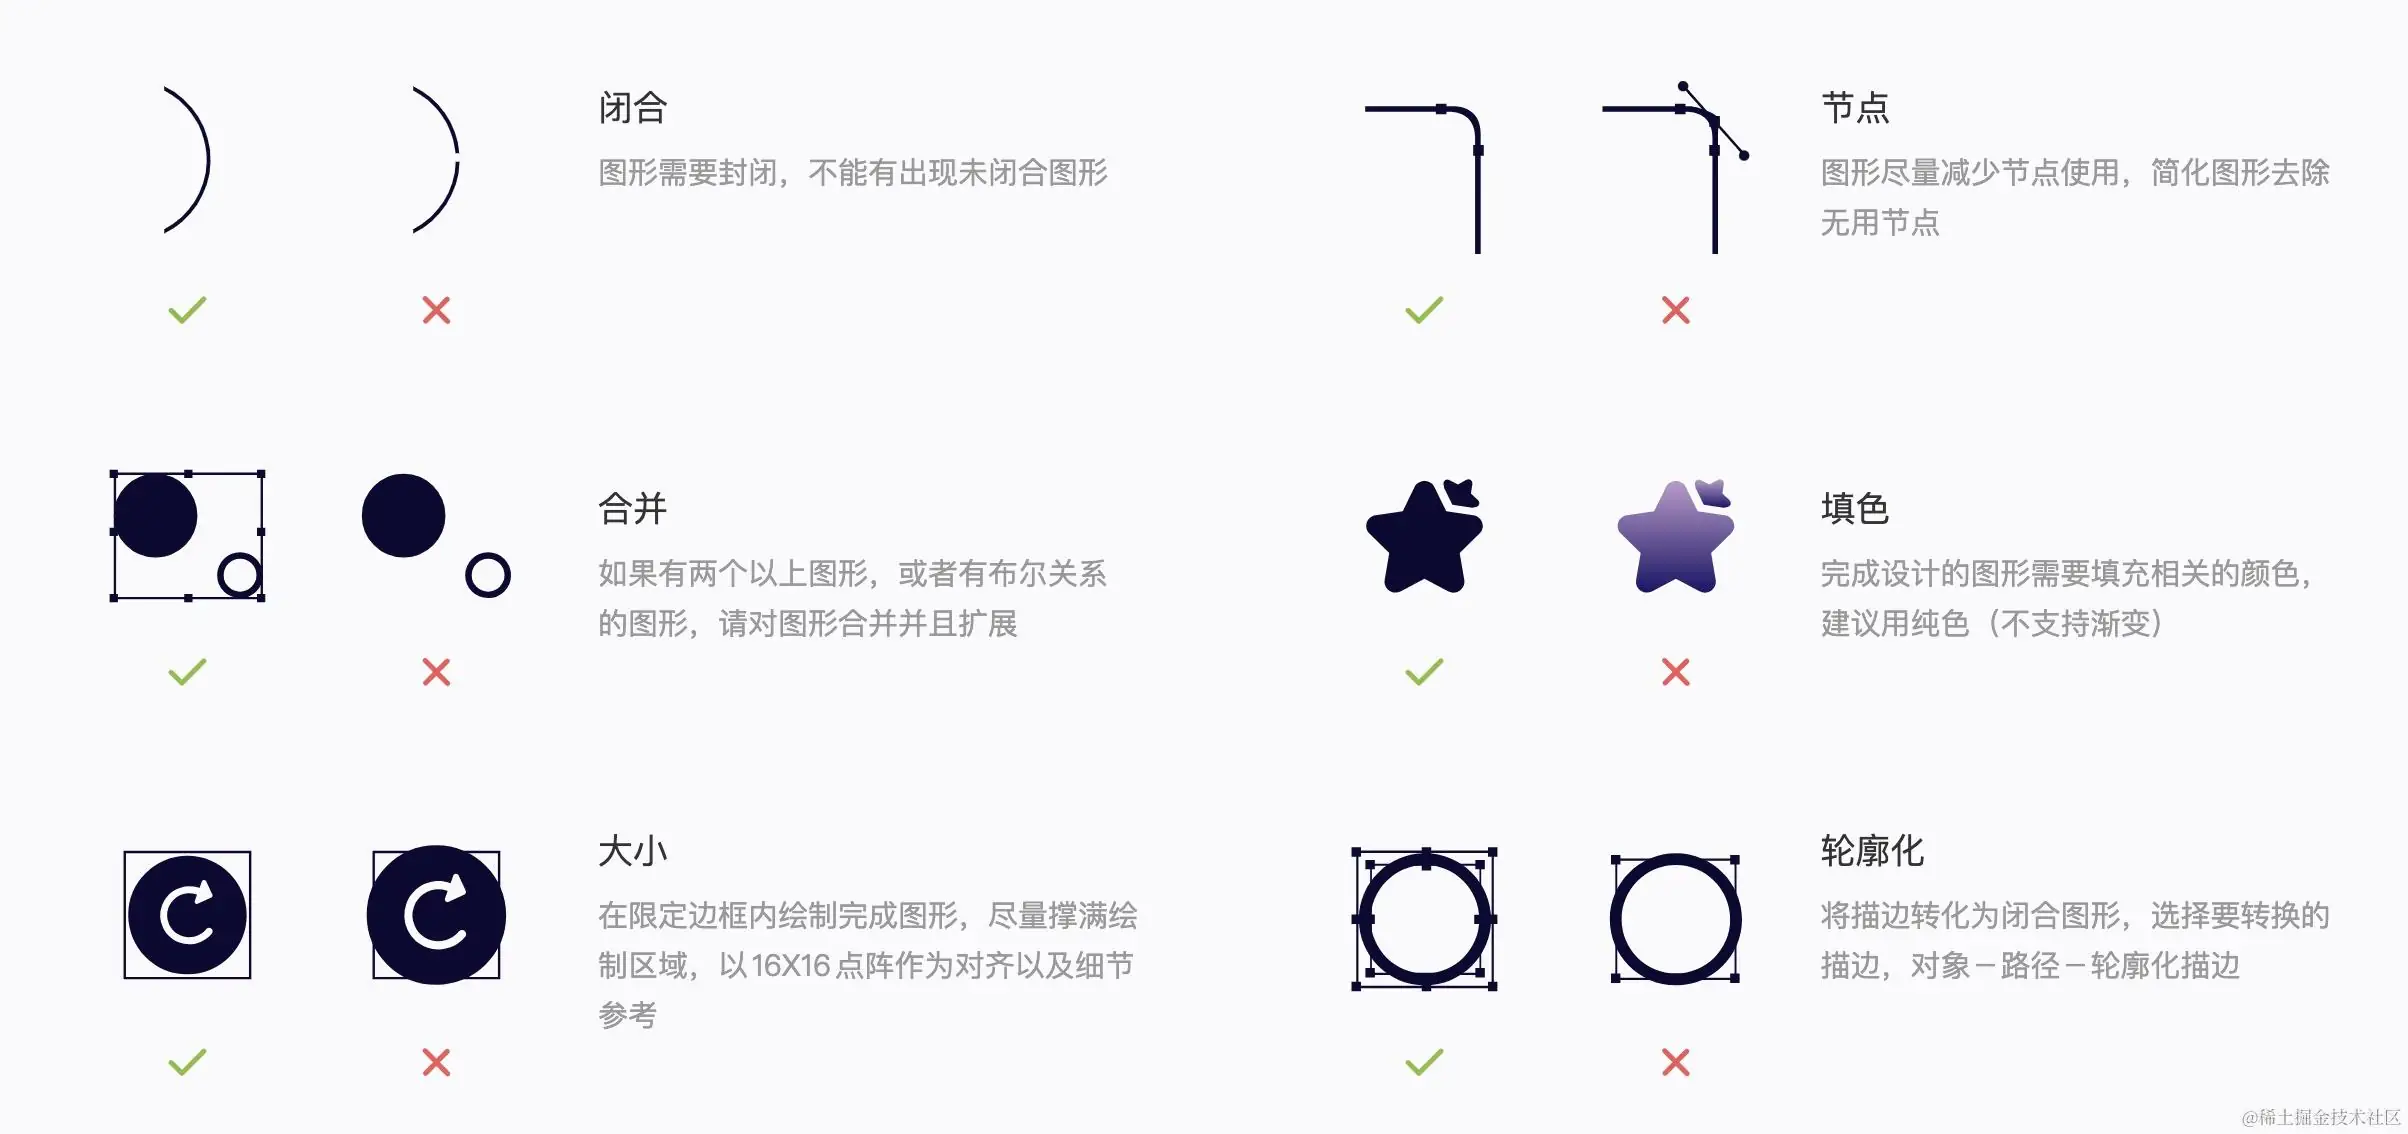 闭合
图形需要封闭，不能有出现未闭合图形
节点
图形尽量减少节点使用，简化图形去除
无用节点
合并
如果有两个以上图形，或者有布尔关系
的图形，请对图形合并并且扩展
填色
完成设计的图形需要填充相关的颜色，
建议用纯色（不支持渐变）
大小
在限定边框内绘制完成图形，尽量撑满绘
制区域，以16X16点阵作为对齐以及细节
参考
轮廓化
将描边转化为闭合图形，选择要转换的
描边，对象－路径－轮廓化描边
@稀土掘金技术社区